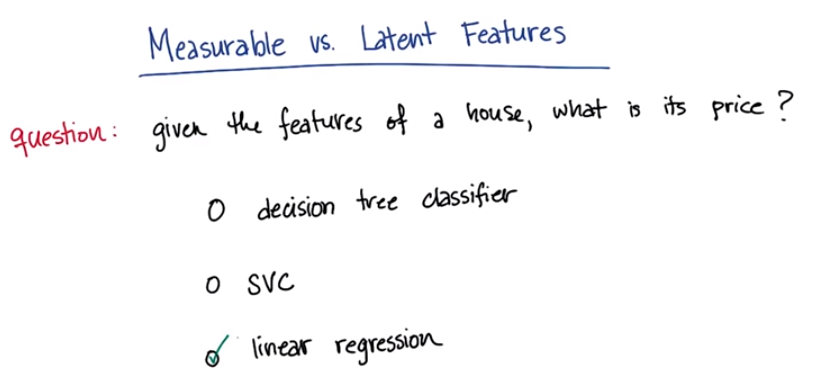 Measurable vs. Latent Features
question: given the features of a house, what is its price?
decision tree classifier
SVC
linear regression